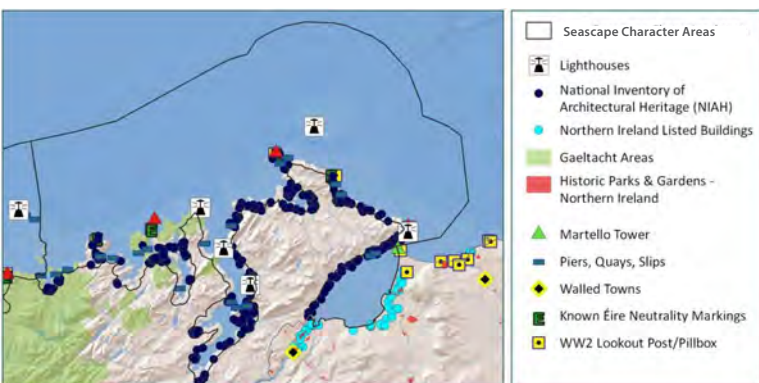 Seascape Character Areas
Lighthouses
National Inventory of
Architectural Heritage (NIAH)
Northern Ireland Listed Buildings
Gaeltacht Areas
Historic Parks & Gardens -
Northern Ireland
Martello Tower
Piers, Quays, Slips
Walled Towns
E Known Éire Neutrality Markings
WW2 Lookout Post/Pillbox
E